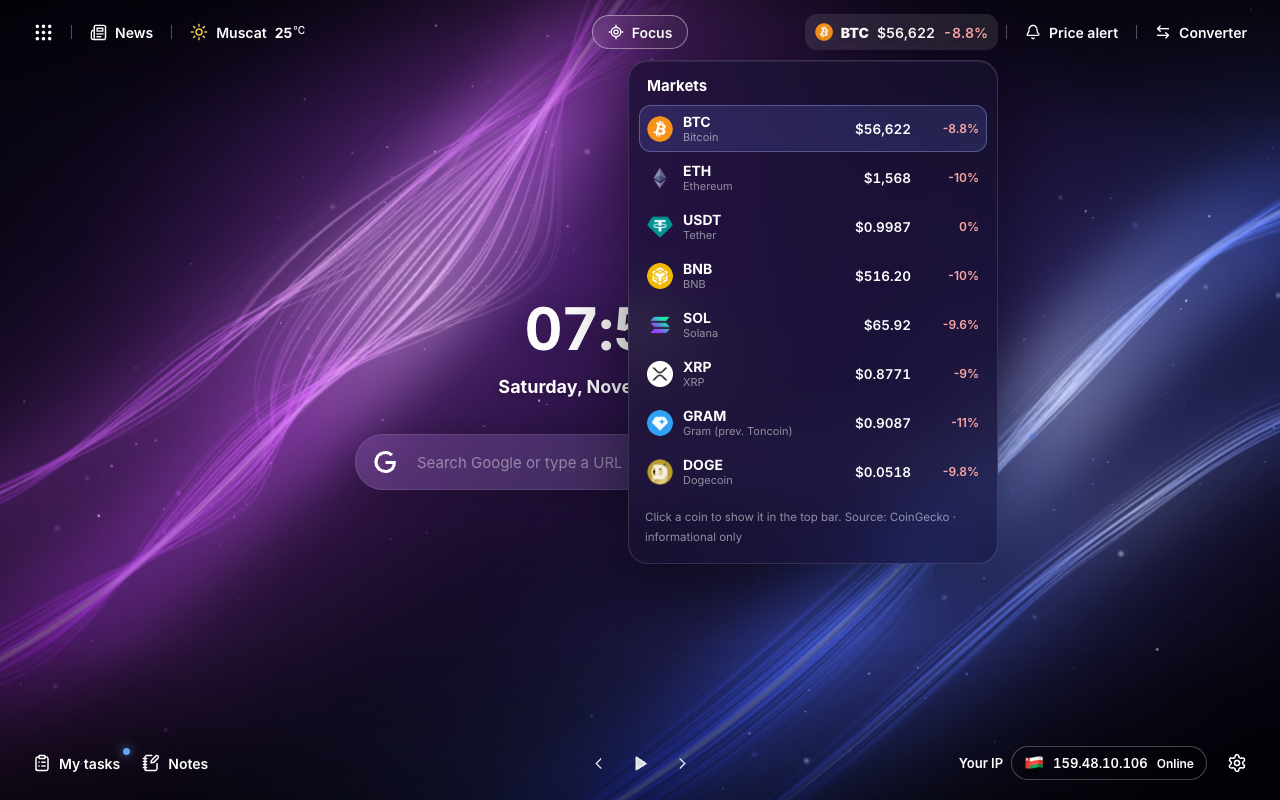 News
Muscat 25°C
Focus
BTC $56,622 -8.8%
Price alert
Converter
Markets
BTC
Bitcoin
$56,622 -8.8%
ETH
Ethereum
$1,568 -10%
USDT
Tether
$0.9987 0%
BNB
BNB
$516.20 -10%
SOL
Solana
$65.92 -9.6%
XRP
XRP
$0.8771 -9%
GRAM
Gram (prev. Toncoin)
$0.9087 -11%
DOGE
Dogecoin
$0.0518 -9.8%
Click a coin to show it in the top bar. Source: CoinGecko ·
informational only
07:
Saturday, Nove
Search Google or type a URL
My tasks
Notes
Your IP
159.48.10.106 Online